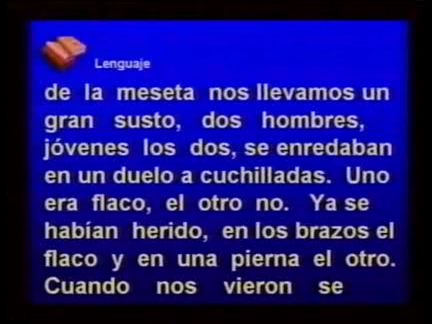 Lenguaje
de la meseta nos llevamos un
gran susto, dos hombres,
jóvenes los dos, se enredaban
en un duelo a cuchilladas. Uno
era flaco, el otro no. Ya se
habían herido, en los brazos el
flaco y en una pierna el otro.
Cuando nos vieron se